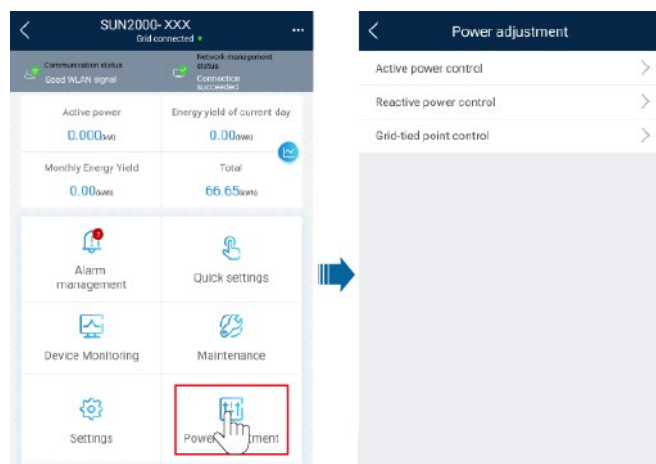 SUN2000- XXX
Grid connected
Communication status
Good WLAN signal
Network management
status
Connection
succeeded
Active power
0.000kW
Energy yield of current day
0.00kWh
Monthly Energy Yield
0.00kWh
Total
66.65kWh
Alarm
management
Quick settings
Device Monitoring
Maintenance
Settings
Power tment
Power adjustment
Active power control
Reactive power control
Grid-tied point control